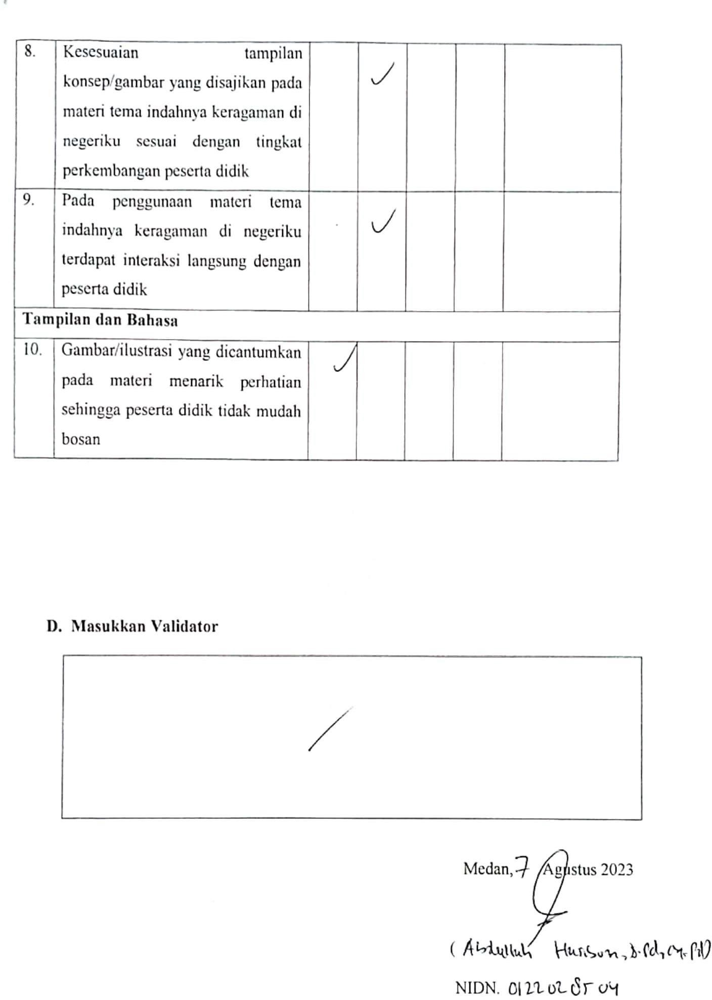 8. Kesesuaian tampilan
konsep/gambar yang disajikan pada
materi tema indahnya keragaman di
negeriku sesuai dengan tingkat
perkembangan peserta didik
9. Pada penggunaan materi tema
indahnya keragaman di negeriku
terdapat interaksi langsung dengan
peserta didik
Tampilan dan Bahasa
10. Gambar/ilustrasi yang dicantumkan
pada materi menarik perhatian
sehingga peserta didik tidak mudah
bosan
D. Masukkan Validator
Medan, 7 Agustus 2023
(Abdullah S.Pd, M.Pd)
NIDN. 0122028504